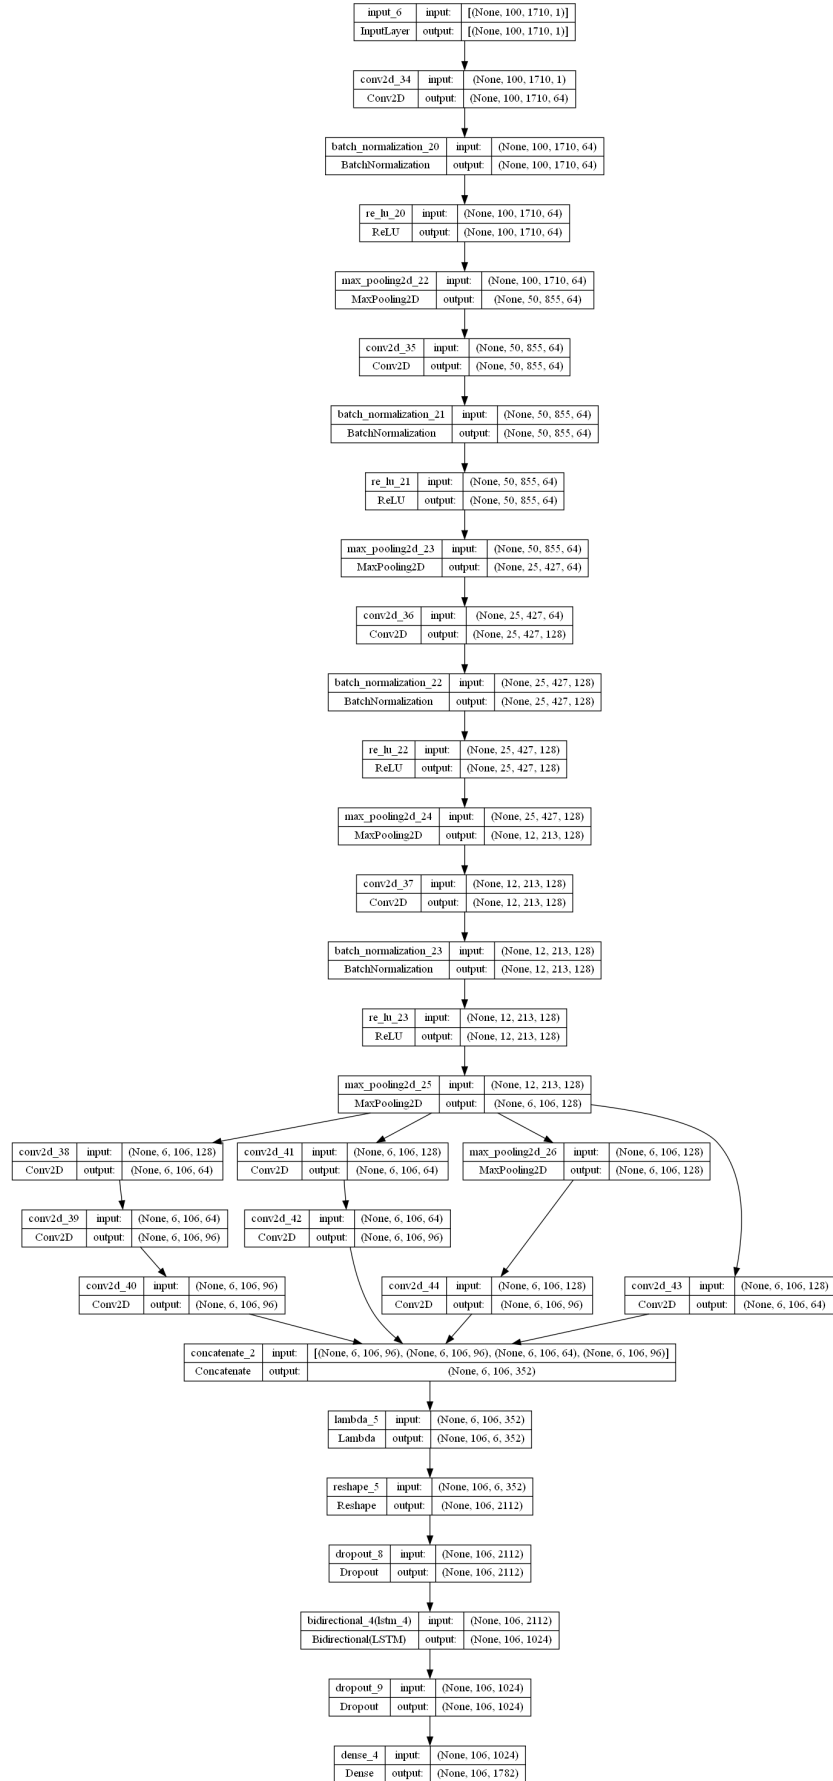 input_6 input: [(None, 100, 1710, 1)]
InputLayer output: [(None, 100, 1710, 1)]
conv2d_34 input: (None, 100, 1710, 1)
Conv2D output: (None, 100, 1710, 64)
batch_normalization_20 input: (None, 100, 1710, 64)
BatchNormalization output: (None, 100, 1710, 64)
re_lu_20 input: (None, 100, 1710, 64)
ReLU output: (None, 100, 1710, 64)
max_pooling2d_22 input: (None, 100, 1710, 64)
MaxPooling2D output: (None, 50, 855, 64)
conv2d_35 input: (None, 50, 855, 64)
Conv2D output: (None, 50, 855, 64)
batch_normalization_21 input: (None, 50, 855, 64)
BatchNormalization output: (None, 50, 855, 64)
re_lu_21 input: (None, 50, 855, 64)
ReLU output: (None, 50, 855, 64)
max_pooling2d_23 input: (None, 50, 855, 64)
MaxPooling2D output: (None, 25, 427, 64)
conv2d_36 input: (None, 25, 427, 64)
Conv2D output: (None, 25, 427, 128)
batch_normalization_22 input: (None, 25, 427, 128)
BatchNormalization output: (None, 25, 427, 128)
re_lu_22 input: (None, 25, 427, 128)
ReLU output: (None, 25, 427, 128)
max_pooling2d_24 input: (None, 25, 427, 128)
MaxPooling2D output: (None, 12, 213, 128)
conv2d_37 input: (None, 12, 213, 128)
Conv2D output: (None, 12, 213, 128)
batch_normalization_23 input: (None, 12, 213, 128)
BatchNormalization output: (None, 12, 213, 128)
re_lu_23 input: (None, 12, 213, 128)
ReLU output: (None, 12, 213, 128)
max_pooling2d_25 input: (None, 12, 213, 128)
MaxPooling2D output: (None, 6, 106, 128)
conv2d_38 input: (None, 6, 106, 128)
Conv2D output: (None, 6, 106, 64)
conv2d_41 input: (None, 6, 106, 128)
Conv2D output: (None, 6, 106, 64)
max_pooling2d_26 input: (None, 6, 106, 128)
MaxPooling2D output: (None, 6, 106, 128)
conv2d_39 input: (None, 6, 106, 64)
Conv2D output: (None, 6, 106, 96)
conv2d_42 input: (None, 6, 106, 64)
Conv2D output: (None, 6, 106, 96)
conv2d_40 input: (None, 6, 106, 96)
Conv2D output: (None, 6, 106, 96)
conv2d_44 input: (None, 6, 106, 128)
Conv2D output: (None, 6, 106, 96)
conv2d_43 input: (None, 6, 106, 128)
Conv2D output: (None, 6, 106, 64)
concatenate_2 input: [(None, 6, 106, 96), (None, 6, 106, 96), (None, 6, 106, 64), (None, 6, 106, 96)]
Concatenate output: (None, 6, 106, 352)
lambda_5 input: (None, 6, 106, 352)
Lambda output: (None, 106, 6, 352)
reshape_5 input: (None, 106, 6, 352)
Reshape output: (None, 106, 2112)
dropout_8 input: (None, 106, 2112)
Dropout output: (None, 106, 2112)
bidirectional_4(lstm_4) input: (None, 106, 2112)
Bidirectional(LSTM) output: (None, 106, 1024)
dropout_9 input: (None, 106, 1024)
Dropout output: (None, 106, 1024)
dense_4 input: (None, 106, 1024)
Dense output: (None, 106, 1782)